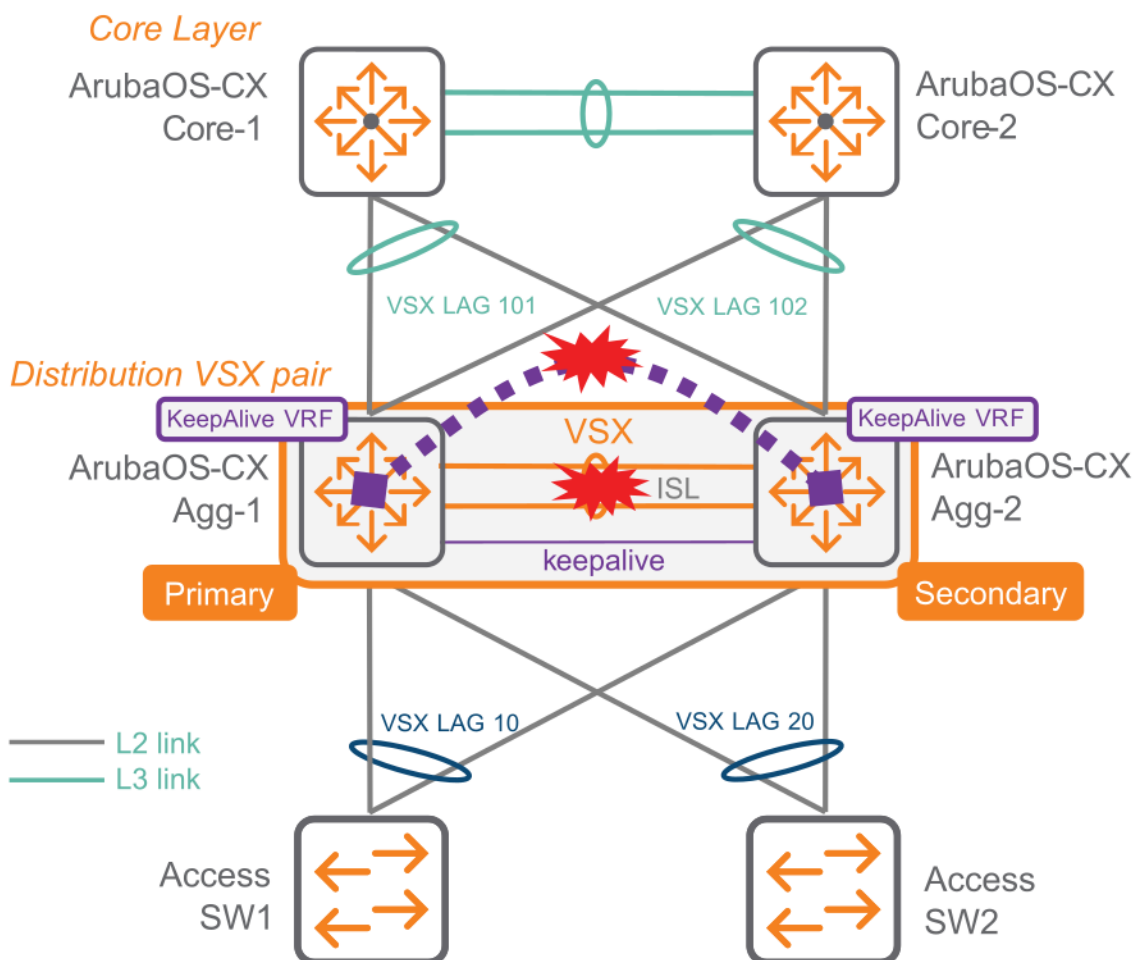 Core Layer
ArubaOS-CX
Core-1
ArubaOS-CX
Core-2
VSX LAG 101
VSX LAG 102
Distribution VSX pair
KeepAlive VRF
KeepAlive VRF
VSX
ArubaOS-CX
Agg-1
ISL
ArubaOS-CX
Agg-2
keepalive
Primary
Secondary
VSX LAG 10
VSX LAG 20
L2 link
L3 link
Access
SW1
Access
SW2